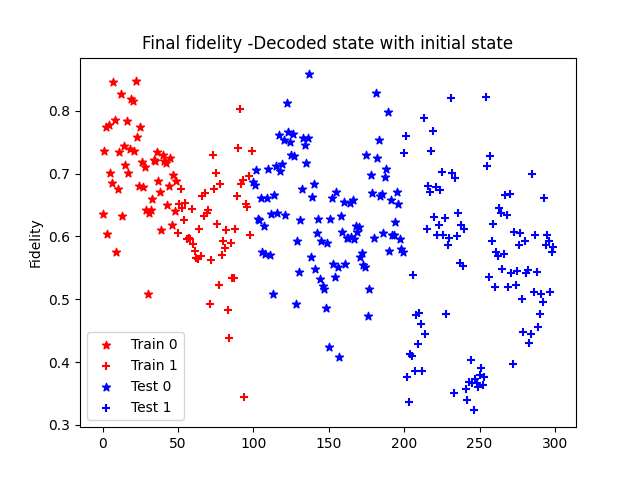 Final fidelity -Decoded state with initial state
Fidelity
0.8
0.7
0.6
0.5
0.4
0.3
Train 0
Train 1
Test 0
Test 1
0 50 100 150 200 250 300